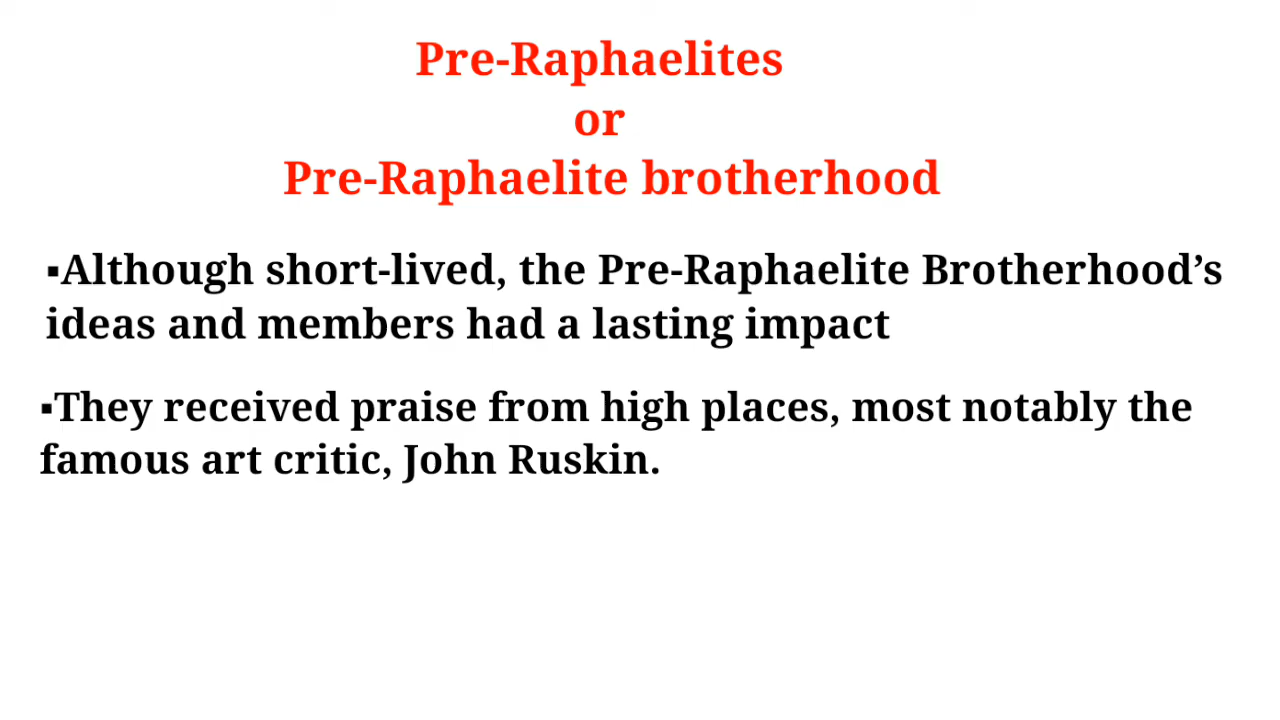 Pre-Raphaelites
or
Pre-Raphaelite brotherhood
▪Although short-lived, the Pre-Raphaelite Brotherhood’s
ideas and members had a lasting impact
▪They received praise from high places, most notably the
famous art critic, John Ruskin.